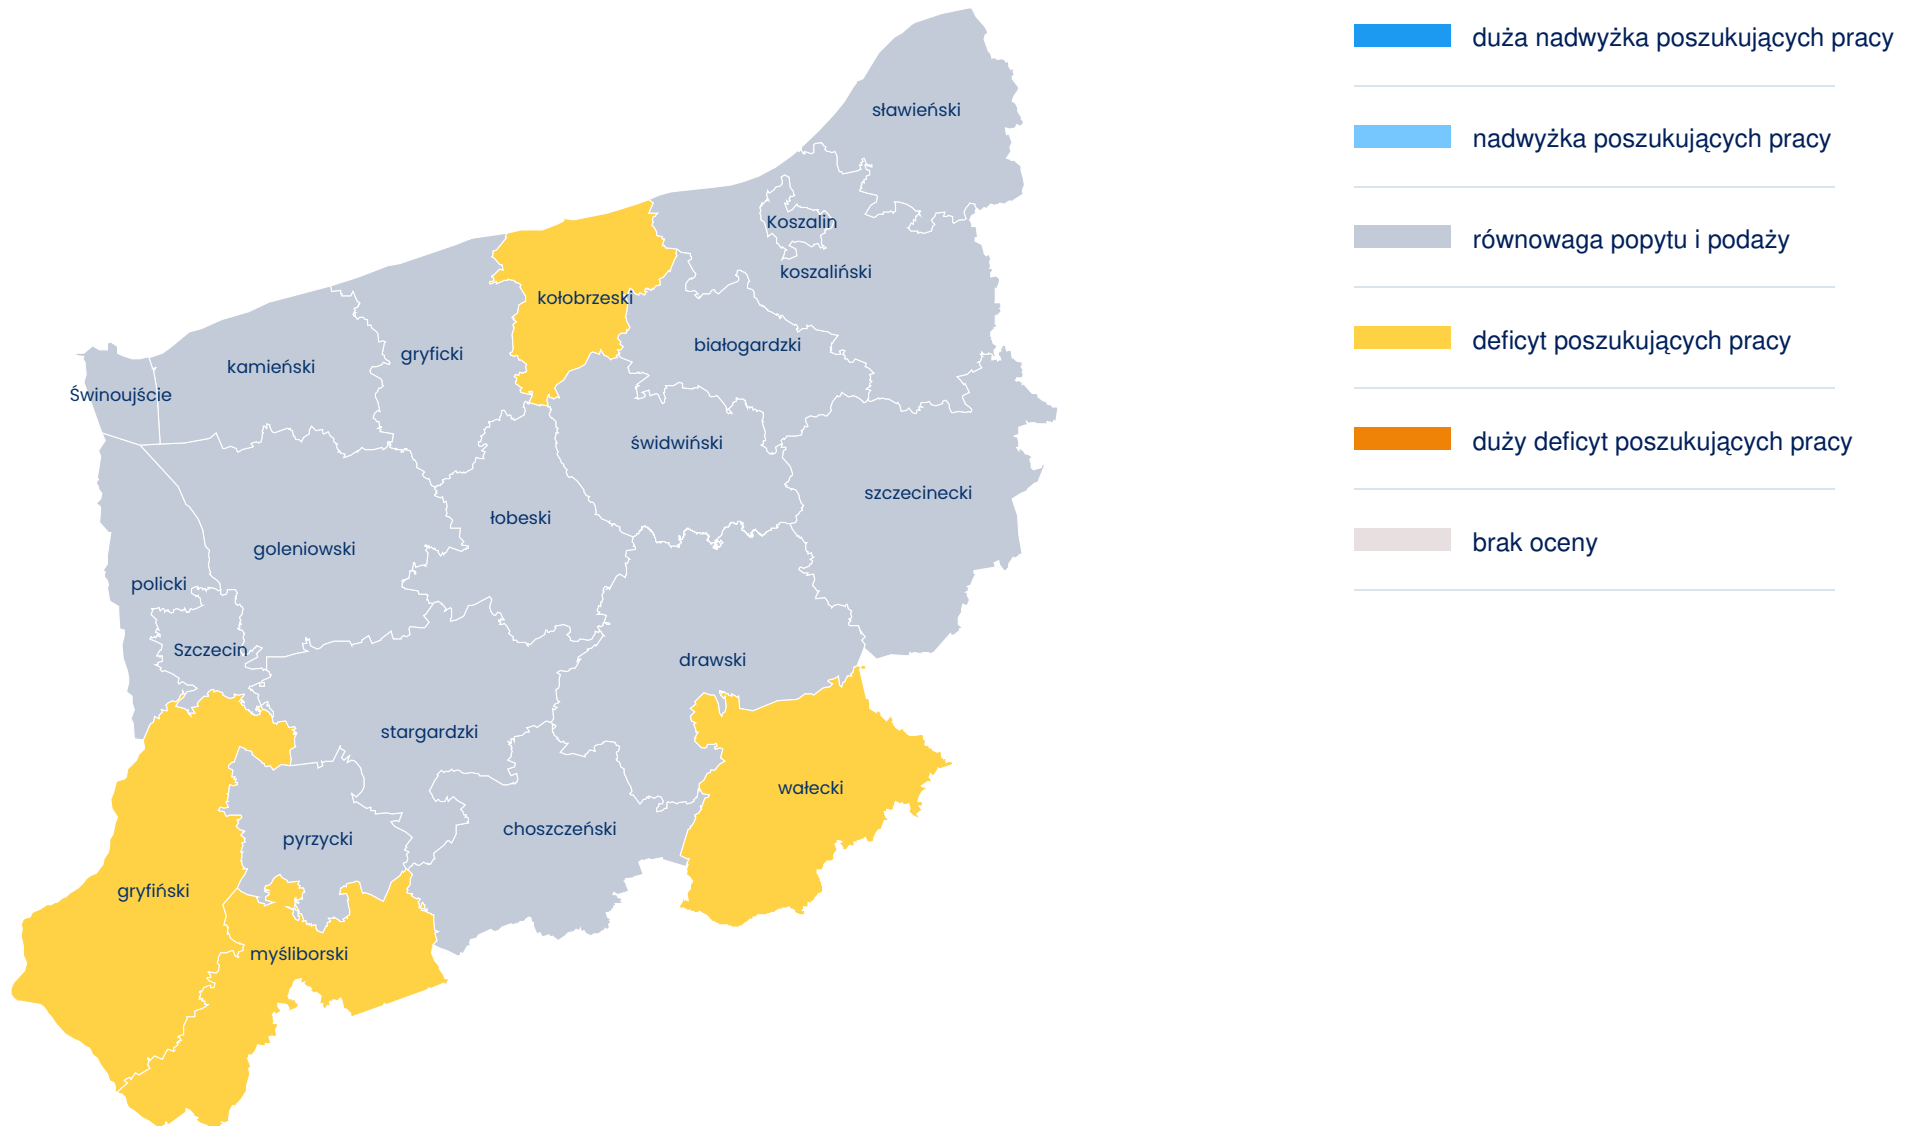 duża nadwyżka poszukujących pracy
sławieński
nadwyżka poszukujących pracy
Koszalin
równowaga popytu i podaży
koszaliński
kołobrzeski
deficyt poszukujących pracy
białogardzki
gryficki
kamieński
Świnoujście
duży deficyt poszukujących pracy
świdwiński
szczecinecki
łobeski
brak oceny
goleniowski
policki
Szczecin
drawski
stargardzki
wałecki
choszczeński
pyrzycki
gryfiński
myśliborski